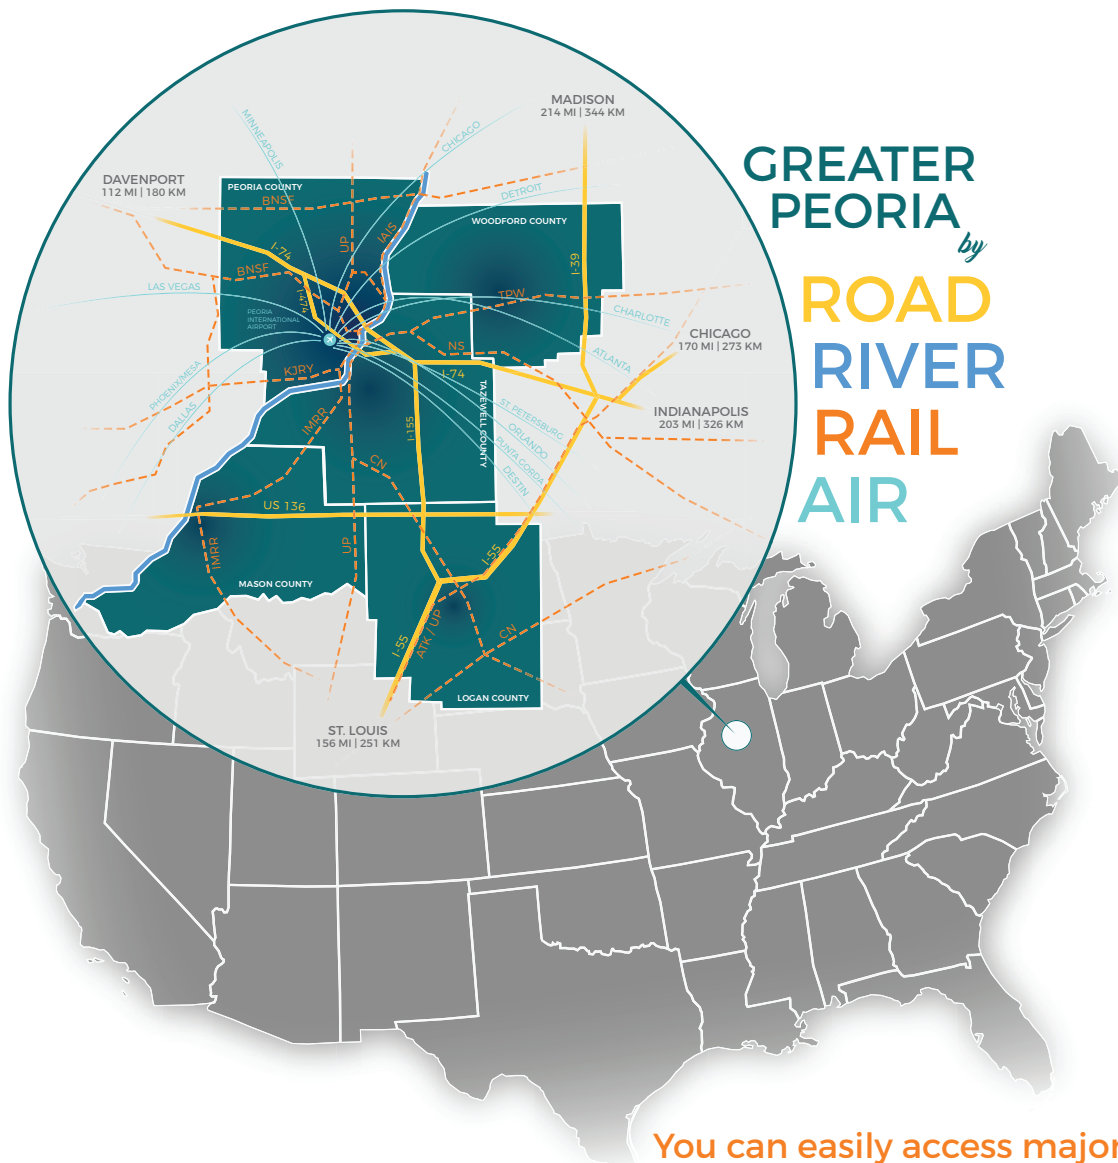 GREATER
PEORIA
by
ROAD
RIVER
RAIL
AIR
MADISON
214 MI | 344 KM
MINNEAPOLIS
CHICAGO
DAVENPORT
112 MI | 180 KM
PEORIA COUNTY
BNSF
DETROIT
WOODFORD COUNTY
UP
IAIS
I-74
I-39
BNSF
LAS VEGAS
I-474
TPW
PEORIA
INTERNATIONAL
AIRPORT
CHARLOTTE
CHICAGO
170 MI | 273 KM
NS
ATLANTA
KJRY
I-74
PHOENIX/MESA
DALLAS
TAZEWELL COUNTY
ST. PETERSBURG
ORLANDO
PUNTA GORDA
DESTIN
INDIANAPOLIS
203 MI | 326 KM
IMRR
I-155
CN
US 136
IMRR
UP
I-55
MASON COUNTY
I-55
ATK / UP
CN
LOGAN COUNTY
ST. LOUIS
156 MI | 251 KM
You can easily access major